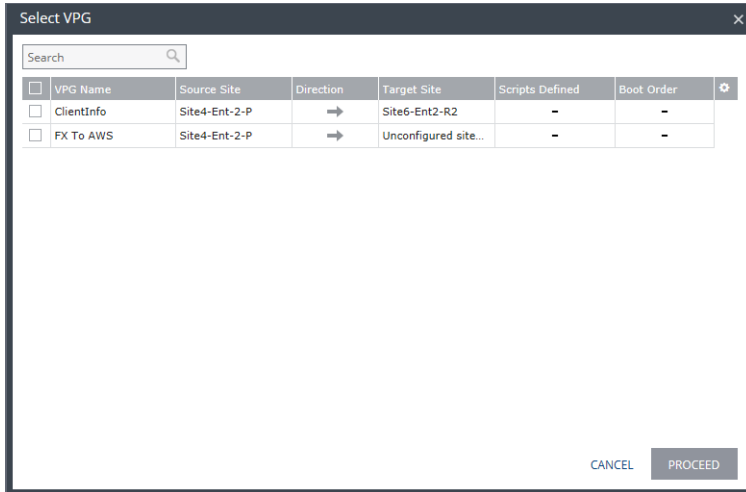 Select VPG
Search
VPG Name Source Site Direction Target Site Scripts Defined Boot Order
ClientInfo Site4-Ent-2-P Site6-Ent2-R2 - -
FX To AWS Site4-Ent-2-P Unconfigured site... - -
CANCEL PROCEED